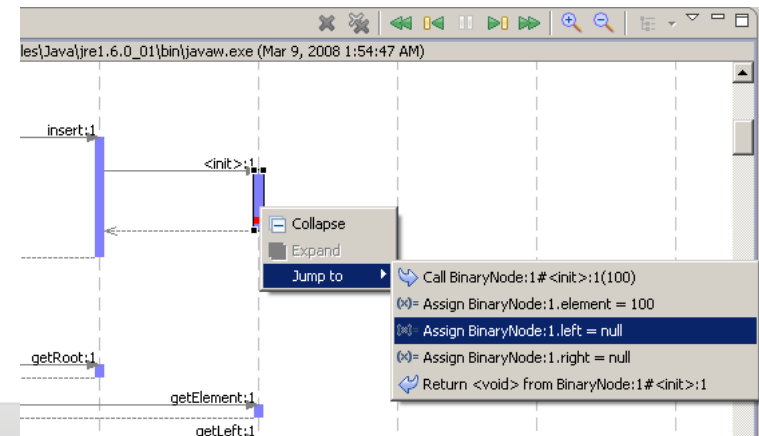 les\Java\jre1.6.0_01\bin\javaw.exe (Mar 9, 2008 1:54:47 AM)
insert:1
<init>:1
Collapse
Expand
Jump to
Call BinaryNode:1#<init>:1(100)
(x)= Assign BinaryNode:1.element = 100
(x)= Assign BinaryNode:1.left = null
(x)= Assign BinaryNode:1.right = null
Return <void> from BinaryNode:1#<init>:1
getRoot:1
getElement:1
getLeft:1